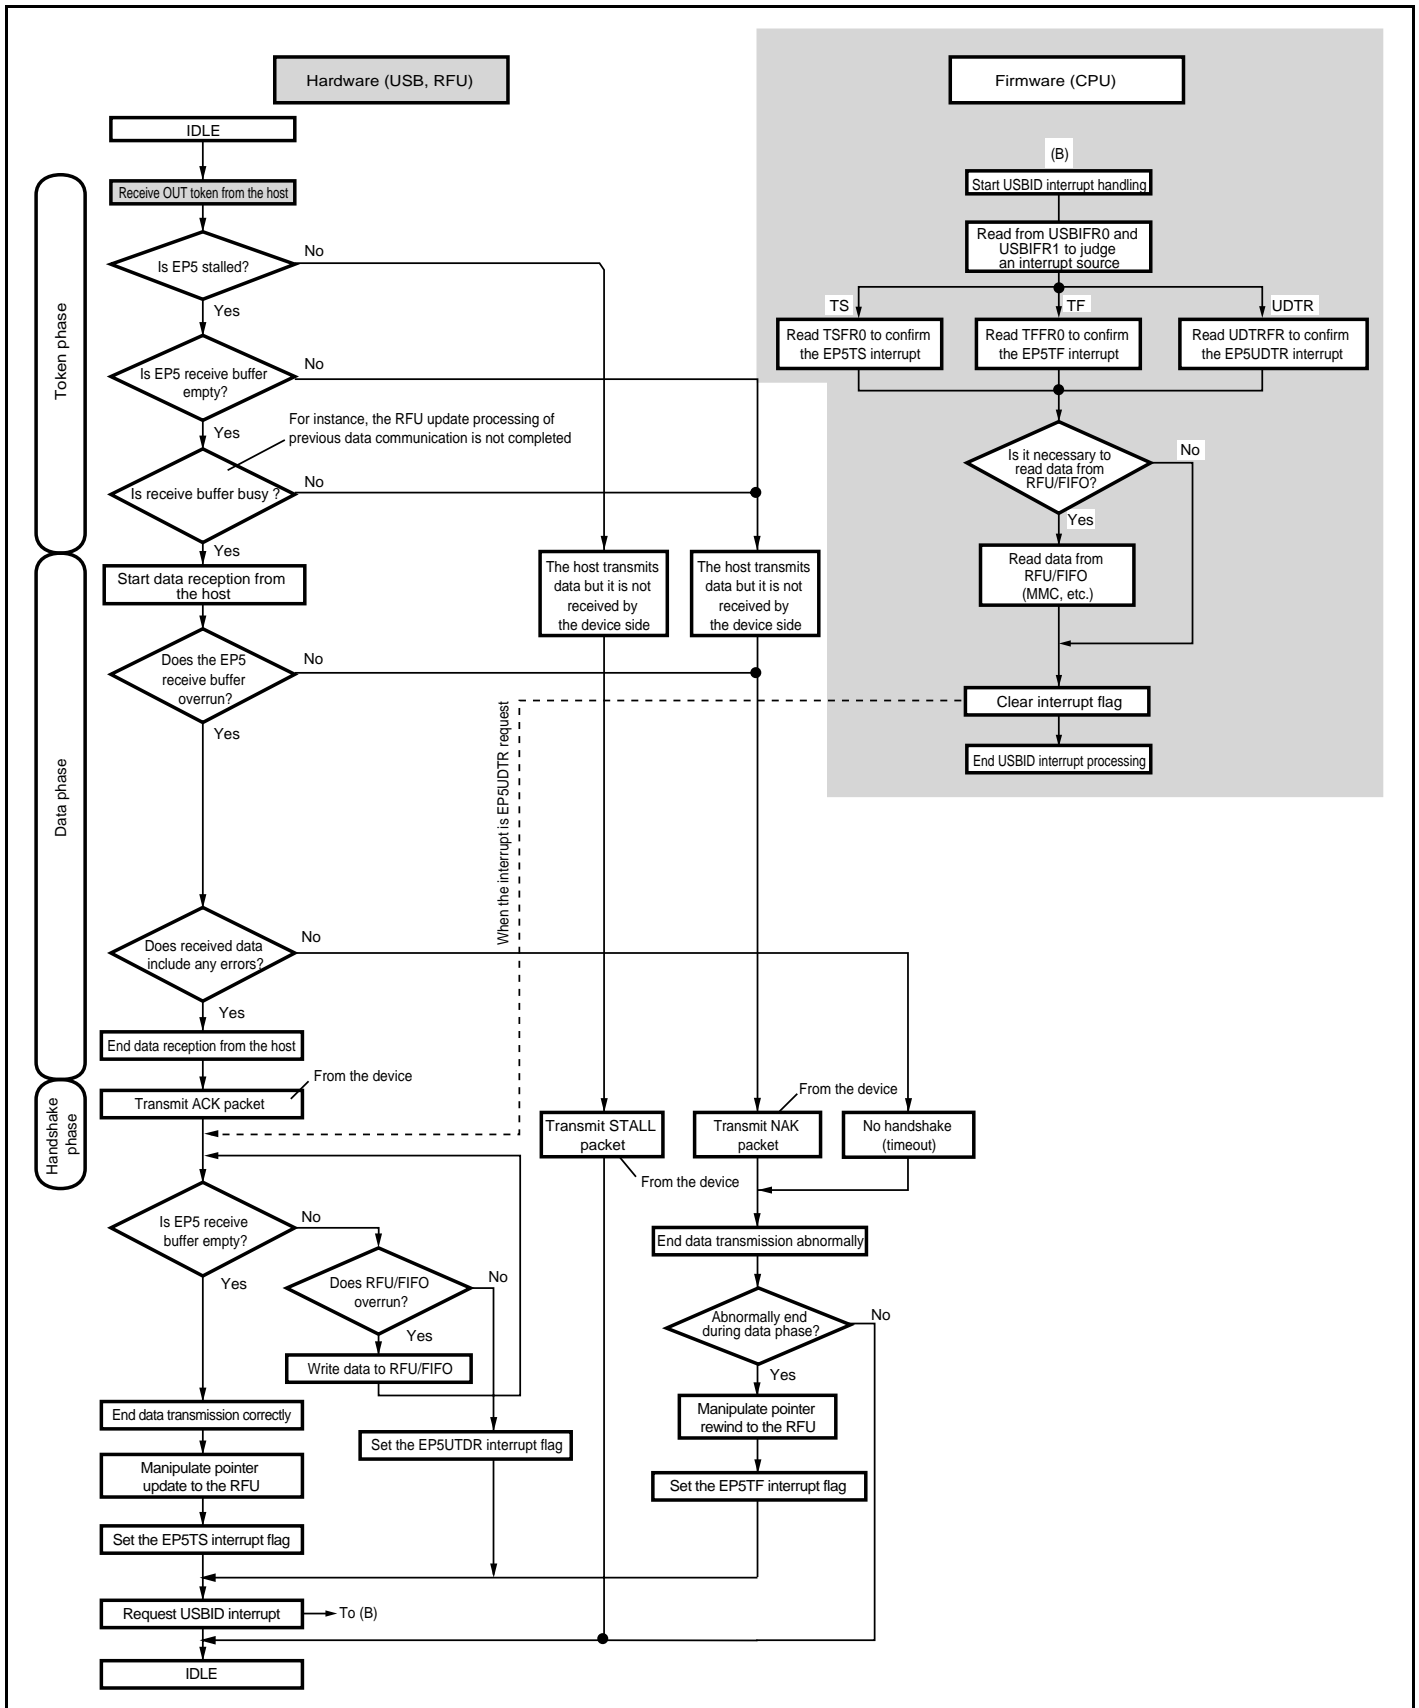 Hardware (USB, RFU)
IDLE
Token phase
Receive OUT token from the host
Is EP5 stalled?
No
Yes
Is EP5 receive buffer
empty?
No
Yes
For instance, the RFU update processing of
previous data communication is not completed
Is receive buffer busy ?
No
Yes
Data phase
Start data reception from
the host
The host transmits
data but it is not
received by
the device side
The host transmits
data but it is not
received by
the device side
Does the EP5
receive buffer
overrun?
No
Yes
When the interrupt is EP5UDTR request
Does received data
include any errors?
No
Yes
End data reception from the host
Handshake
phase
Transmit ACK packet
From the device
Transmit STALL
packet
From the device
Transmit NAK
packet
From the device
No handshake
(timeout)
Is EP5 receive
buffer empty?
No
Yes
Does RFU/FIFO
overrun?
No
Yes
Write data to RFU/FIFO
End data transmission abnormally
Abnormally end
during data phase?
No
Yes
Manipulate pointer
rewind to the RFU
Set the EP5TF interrupt flag
End data transmission correctly
Set the EP5UTDR interrupt flag
Manipulate pointer
update to the RFU
Set the EP5TS interrupt flag
Request USBID interrupt
To (B)
IDLE
Firmware (CPU)
(B)
Start USBID interrupt handling
Read from USBIFR0 and
USBIFR1 to judge
an interrupt source
TS
TF
UDTR
Read TSFR0 to confirm
the EP5TS interrupt
Read TFFR0 to confirm
the EP5TF interrupt
Read UDTRFR to confirm
the EP5UDTR interrupt
Is it necessary to
read data from
RFU/FIFO?
No
Yes
Read data from
RFU/FIFO
(MMC, etc.)
Clear interrupt flag
End USBID interrupt processing